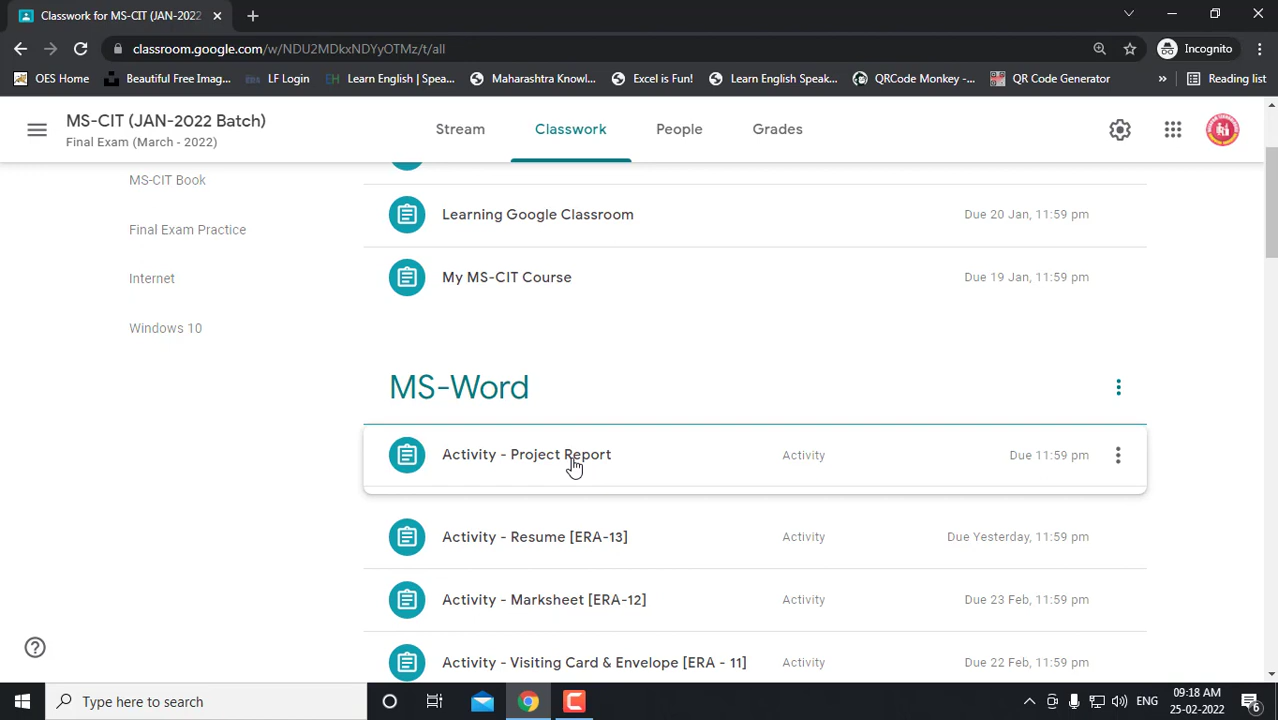 Classwork for MS-CIT (JAN-2022
classroom.google.com/w/NDU2MDkxNDYyOTMz/t/all
Incognito
OES Home
Beautiful Free Imag...
LF Login
Learn English | Spea...
Maharashtra Knowl...
Excel is Fun!
Learn English Speak...
QRCode Monkey -...
QR Code Generator
»
Reading list
MS-CIT (JAN-2022 Batch)
Final Exam (March - 2022)
Stream
Classwork
People
Grades
MS-CIT Book
Final Exam Practice
Internet
Windows 10
Learning Google Classroom
Due 20 Jan, 11:59 pm
My MS-CIT Course
Due 19 Jan, 11:59 pm
MS-Word
Activity - Project Report
Activity
Due 11:59 pm
Activity - Resume [ERA-13]
Activity
Due Yesterday, 11:59 pm
Activity - Marksheet [ERA-12]
Activity
Due 23 Feb, 11:59 pm
Activity - Visiting Card & Envelope [ERA - 11]
Activity
Due 22 Feb, 11:59 pm
Type here to search
ENG
09:18 AM
25-02-2022
6